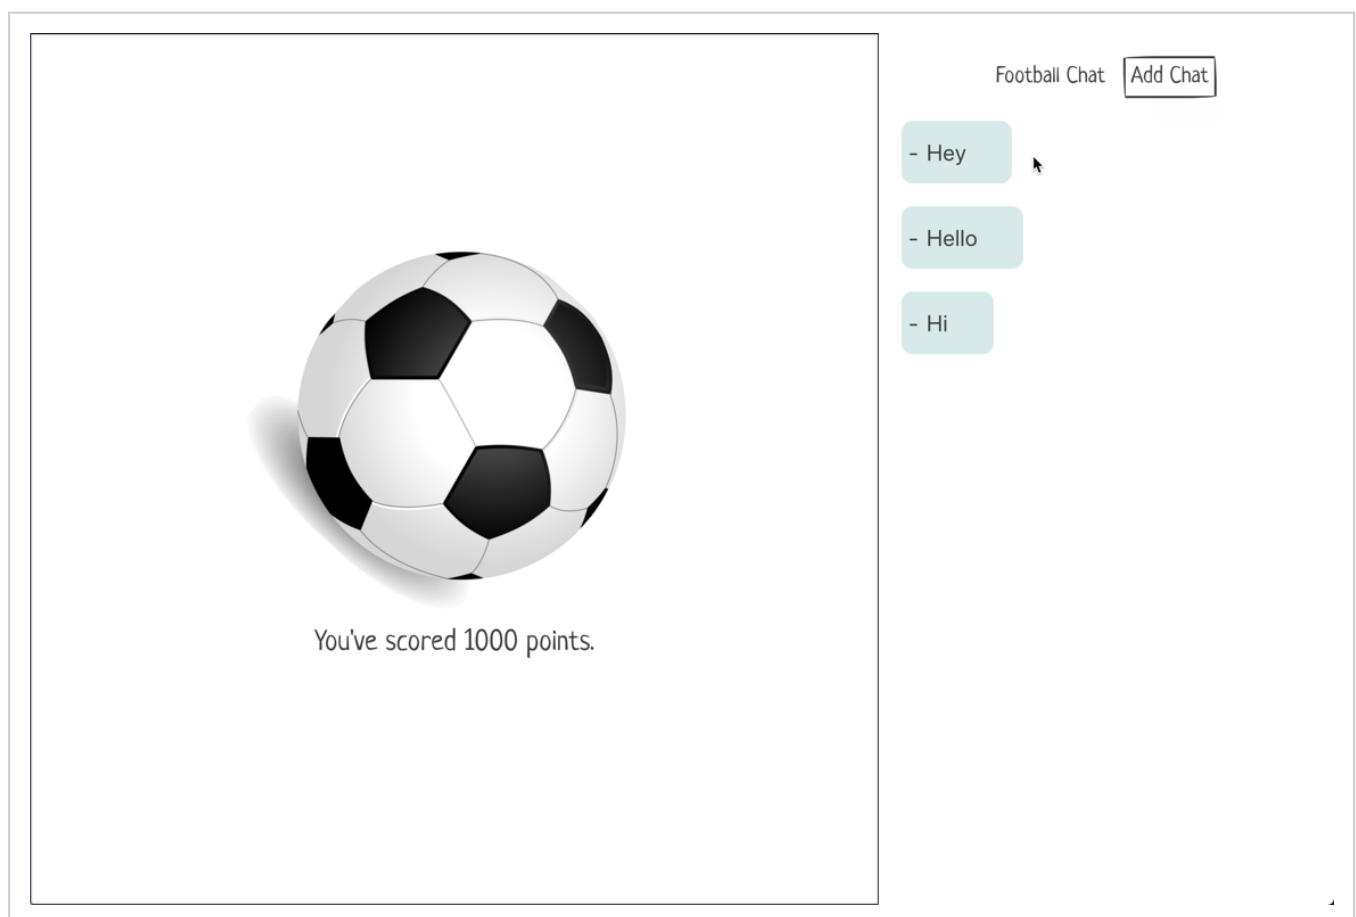 Football Chat
Add Chat
- Hey
- Hello
- Hi
You've scored 1000 points.